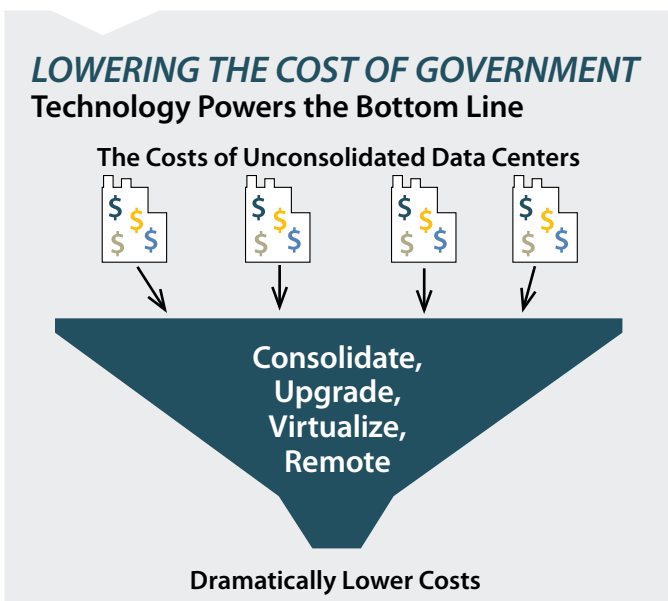 LOWERING THE COST OF GOVERNMENT
Technology Powers the Bottom Line
The Costs of Unconsolidated Data Centers
$ $ $ $
$ $ $ $
$ $ $ $ $ $ $ $
Consolidate,
Upgrade,
Virtualize,
Remote
Dramatically Lower Costs